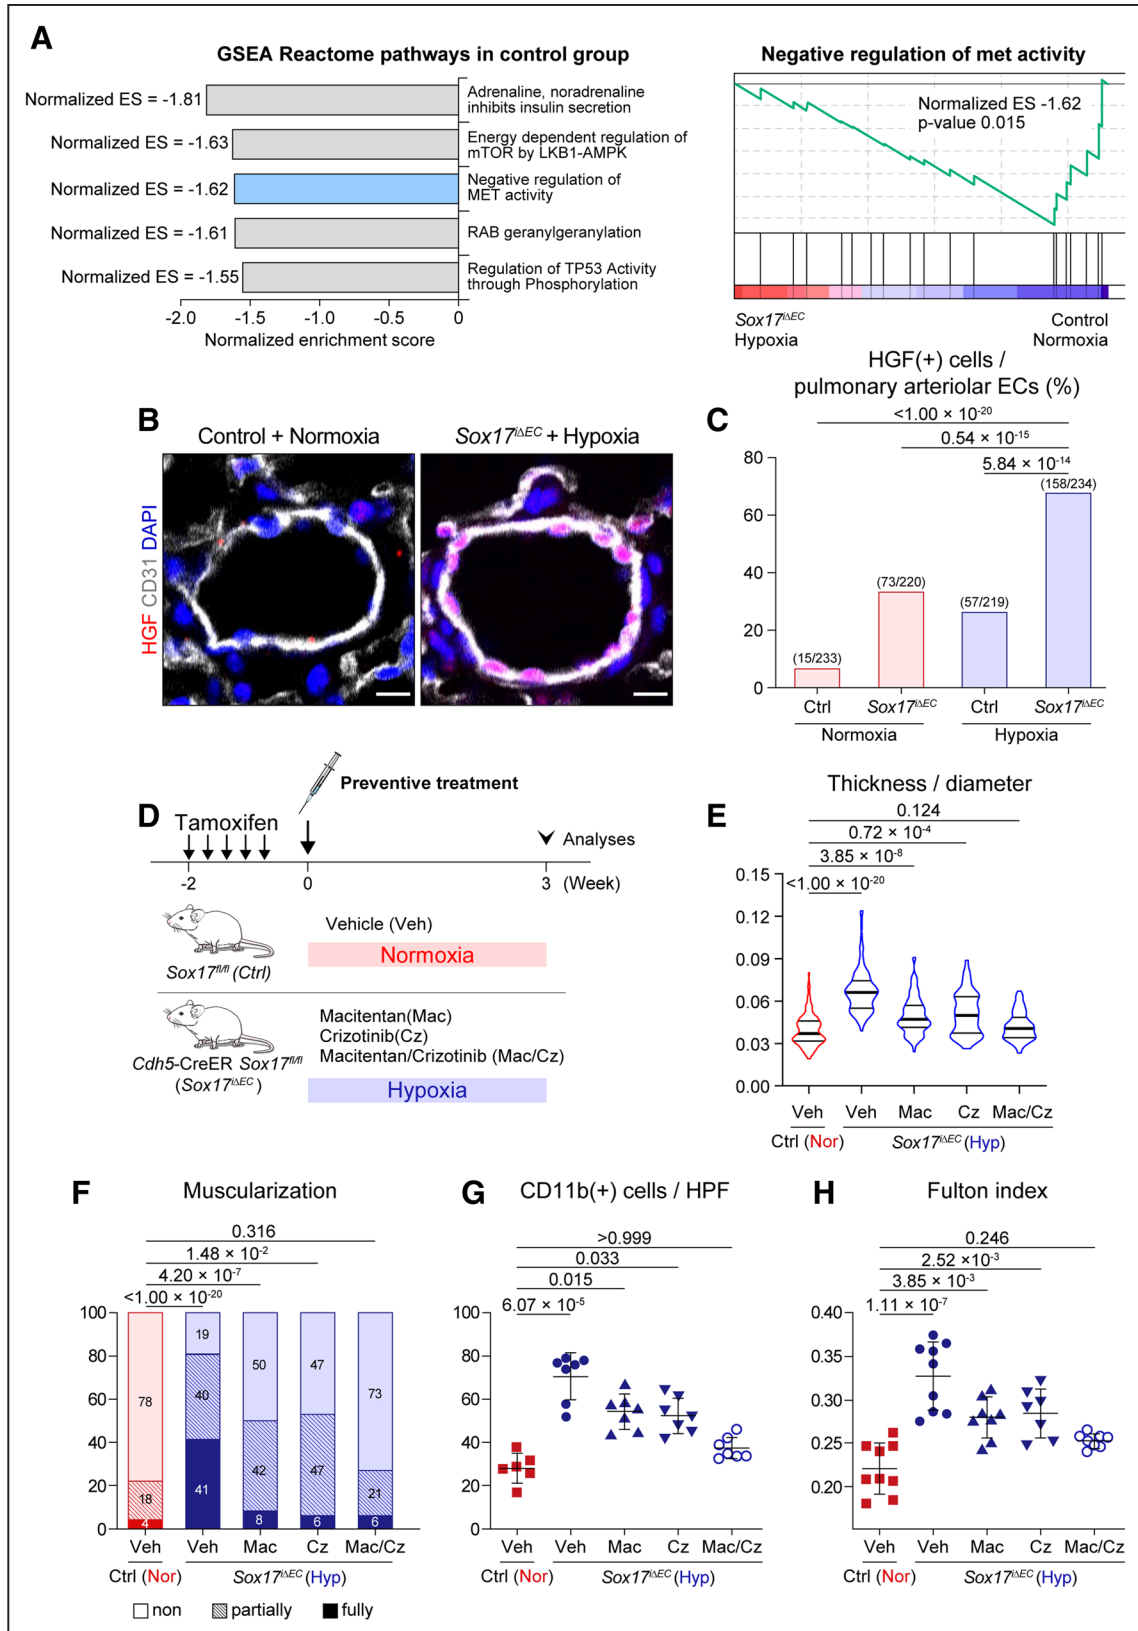 A
GSEA Reactome pathways in control group
Normalized ES = -1.81
Adrenaline, noradrenaline
inhibits insulin secretion
Normalized ES = -1.63
Energy dependent regulation of
mTOR by LKB1-AMPK
Normalized ES = -1.62
Negative regulation of
MET activity
Normalized ES = -1.61
RAB geranylgeranylation
Normalized ES = -1.55
Regulation of TP53 Activity
through Phosphorylation
-2.0 -1.5 -1.0 -0.5 0
Normalized enrichment score
Negative regulation of met activity
Normalized ES -1.62
p-value 0.015
Sox17iΔEC
Hypoxia
Control
Normoxia
B
Control + Normoxia
Sox17iΔEC + Hypoxia
HGF CD31 DAPI
C
HGF(+) cells /
pulmonary arteriolar ECs (%)
<1.00 × 10-20
0.54 × 10-15
5.84 × 10-14
80
60
40
20
0
(15/233)
(73/220)
(57/219)
(158/234)
Ctrl Sox17iΔEC Ctrl Sox17iΔEC
Normoxia Hypoxia
D
Preventive treatment
Tamoxifen
Analyses
-2 0 3 (Week)
Vehicle (Veh)
Normoxia
Sox17fl/fl (Ctrl)
Macitentan(Mac)
Crizotinib(Cz)
Macitentan/Crizotinib (Mac/Cz)
Cdh5-CreER Sox17fl/fl
(Sox17iΔEC)
Hypoxia
E
Thickness / diameter
0.124
0.72 × 10-4
3.85 × 10-8
<1.00 × 10-20
0.15
0.12
0.09
0.06
0.03
0.00
Veh Veh Mac Cz Mac/Cz
Ctrl (Nor) Sox17iΔEC (Hyp)
F
Muscularization
0.316
1.48 × 10-2
4.20 × 10-7
<1.00 × 10-20
100
80
60
40
20
0
78
18
4
19
40
41
50
42
8
47
47
6
73
21
6
Veh Veh Mac Cz Mac/Cz
Ctrl (Nor) Sox17iΔEC (Hyp)
non partially fully
G
CD11b(+) cells / HPF
>0.999
0.033
0.015
6.07 × 10-5
100
80
60
40
20
0
Veh Veh Mac Cz Mac/Cz
Ctrl (Nor) Sox17iΔEC (Hyp)
H
Fulton index
0.246
2.52 ×10-3
3.85 × 10-3
1.11 × 10-7
0.40
0.35
0.30
0.25
0.20
Veh Veh Mac Cz Mac/Cz
Ctrl (Nor) Sox17iΔEC (Hyp)